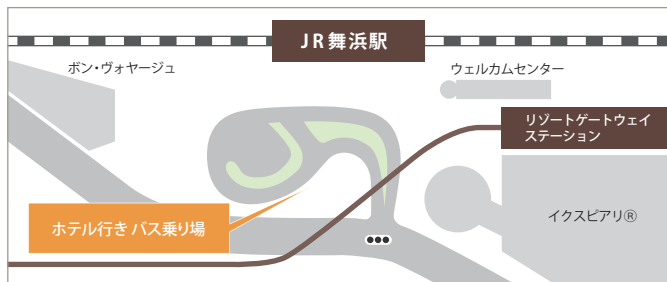 JR舞浜駅
ボン・ヴォヤージュ
ウェルカムセンター
リゾートゲートウェイ
ステーション
イクスピアリ®
ホテル行き バス乗り場